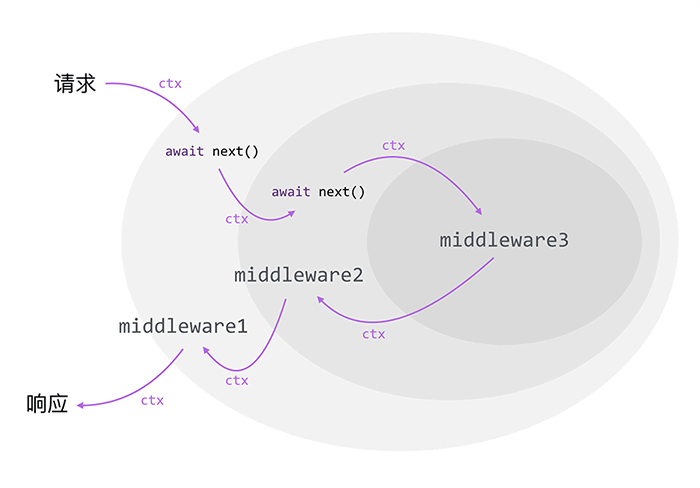 请求
ctx
await next()
ctx
await next()
ctx
middleware3
ctx
middleware2
ctx
middleware1
ctx
响应